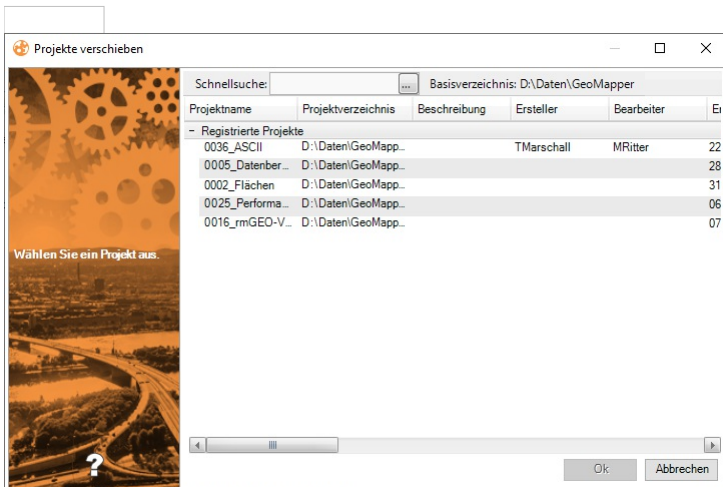 Projekte verschieben
Schnellsuche: ... Basisverzeichnis: D:\Daten\GeoMapper
Projektname Projektverzeichnis Beschreibung Ersteller Bearbeiter
− Registrierte Projekte
0036_ASCII D:\Daten\GeoMapp... TMarschall MRitter 22
0005_Datenber... D:\Daten\GeoMapp... 28
0002_Flächen D:\Daten\GeoMapp... 31
0025_Performa... D:\Daten\GeoMapp... 06
0016_rmGEO-V... D:\Daten\GeoMapp... 07
Wählen Sie ein Projekt aus.
?
Ok Abbrechen